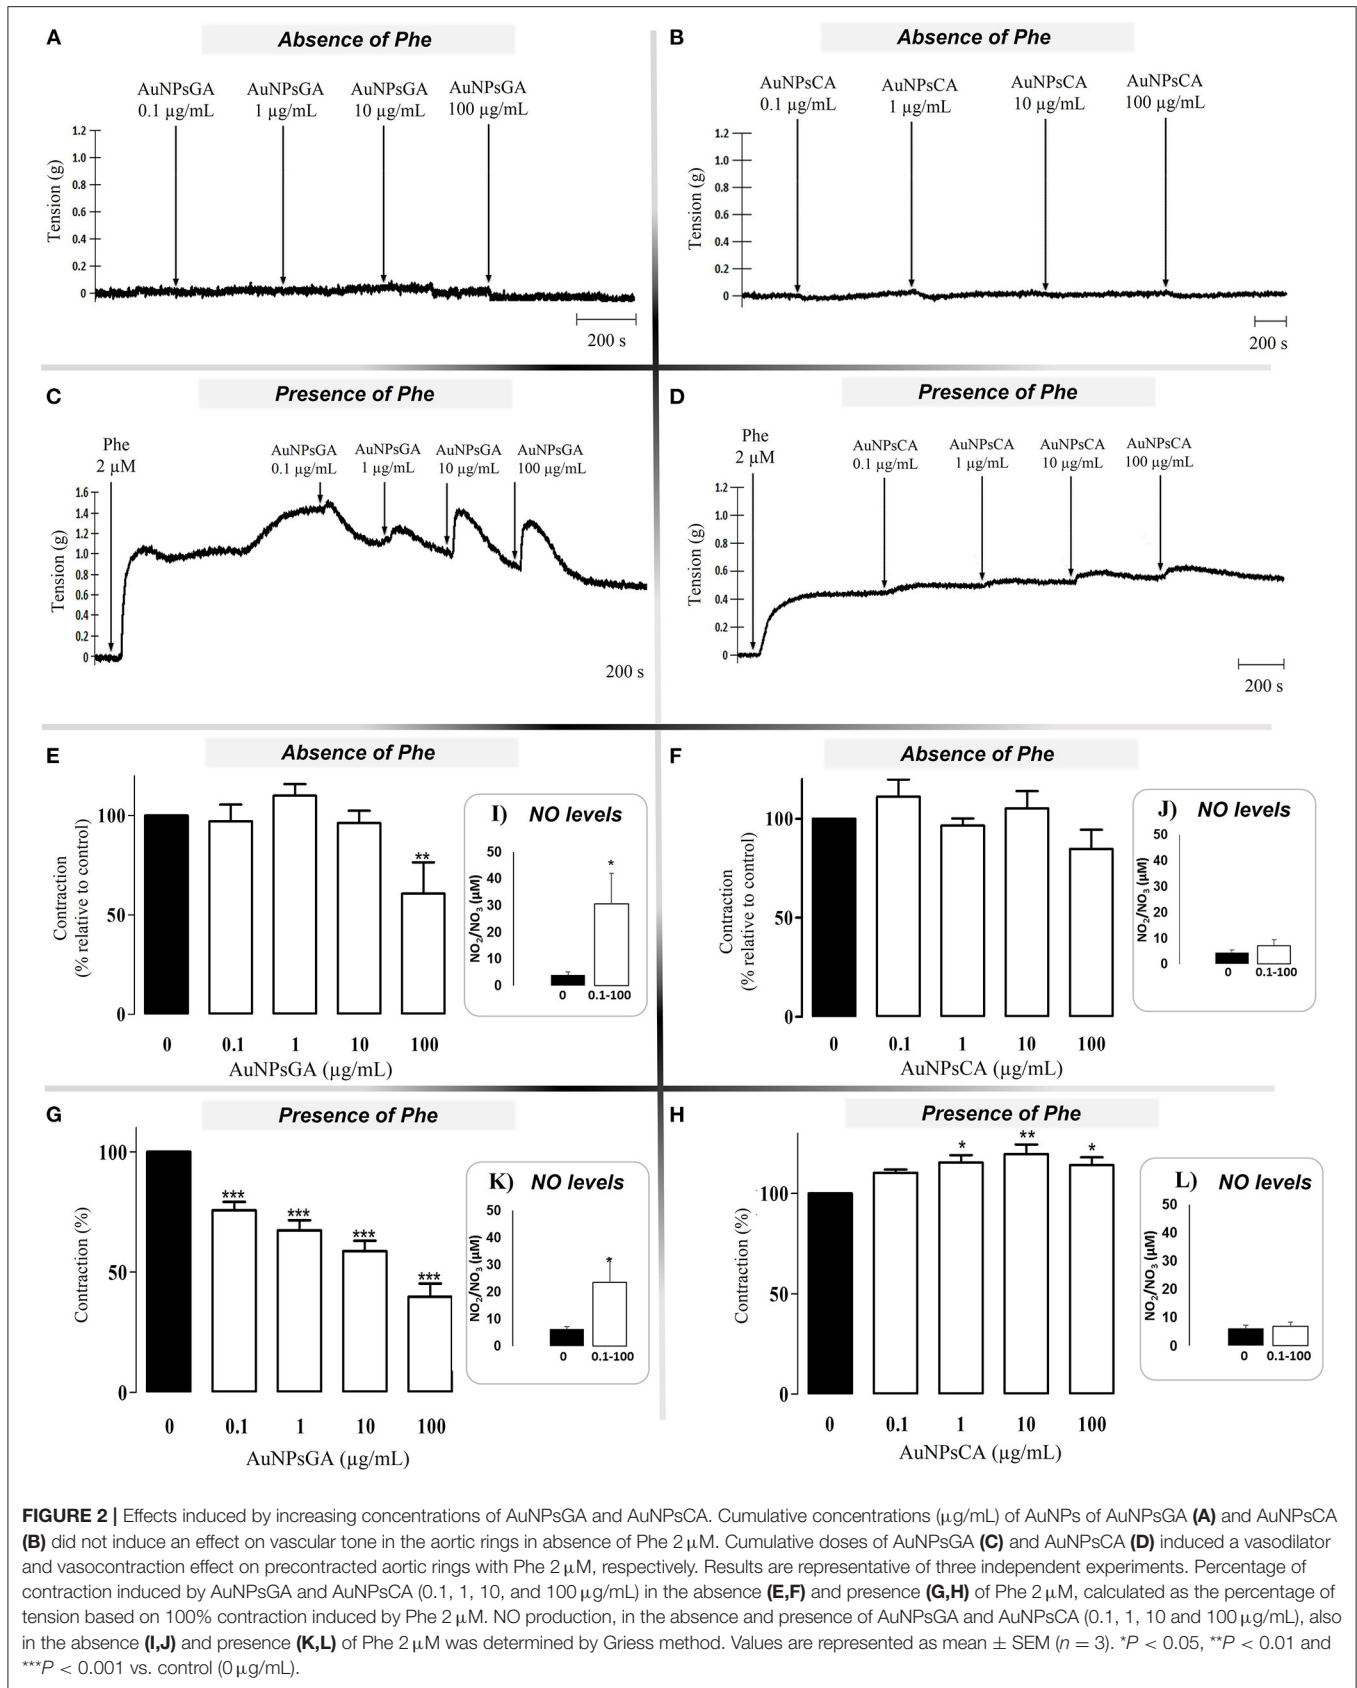 A
Absence of Phe
AuNPsGA
0.1 µg/mL
AuNPsGA
1 µg/mL
AuNPsGA
10 µg/mL
AuNPsGA
100 µg/mL
Tension (g)
1.2
1.0
0.8
0.6
0.4
0.2
0
200 s
B
Absence of Phe
AuNPsCA
0.1 µg/mL
AuNPsCA
1 µg/mL
AuNPsCA
10 µg/mL
AuNPsCA
100 µg/mL
Tension (g)
1.2
1.0
0.8
0.6
0.4
0.2
0
200 s
C
Presence of Phe
Phe
2 µM
AuNPsGA
0.1 µg/mL
AuNPsGA
1 µg/mL
AuNPsGA
10 µg/mL
AuNPsGA
100 µg/mL
Tension (g)
1.6
1.4
1.2
1.0
0.8
0.6
0.4
0.2
0
200 s
D
Presence of Phe
Phe
2 µM
AuNPsCA
0.1 µg/mL
AuNPsCA
1 µg/mL
AuNPsCA
10 µg/mL
AuNPsCA
100 µg/mL
Tension (g)
1.2
1.0
0.8
0.6
0.4
0.2
0
200 s
E
Absence of Phe
Contraction
(% relative to control)
100
50
0
**
0 0.1 1 10 100
AuNPsGA (µg/mL)
I) NO levels
NO2/NO3 (µM)
50
40
30
20
10
0
*
0 0.1-100
F
Absence of Phe
Contraction
(% relative to control)
100
50
0
0 0.1 1 10 100
AuNPsCA (µg/mL)
J) NO levels
NO2/NO3 (µM)
50
40
30
20
10
0
0 0.1-100
G
Presence of Phe
Contraction (%)
100
50
0
*** *** *** ***
0 0.1 1 10 100
AuNPsGA (µg/mL)
K) NO levels
NO2/NO3 (µM)
50
40
30
20
10
0
*
0 0.1-100
H
Presence of Phe
Contraction (%)
100
50
0
* ** *
0 0.1 1 10 100
AuNPsCA (µg/mL)
L) NO levels
NO2/NO3 (µM)
50
40
30
20
10
0
0 0.1-100
FIGURE 2 | Effects induced by increasing concentrations of AuNPsGA and AuNPsCA. Cumulative concentrations (µg/mL) of AuNPs of AuNPsGA (A) and AuNPsCA
(B) did not induce an effect on vascular tone in the aortic rings in absence of Phe 2 µM. Cumulative doses of AuNPsGA (C) and AuNPsCA (D) induced a vasodilator
and vasocontraction effect on precontracted aortic rings with Phe 2 µM, respectively. Results are representative of three independent experiments. Percentage of
contraction induced by AuNPsGA and AuNPsCA (0.1, 1, 10, and 100 µg/mL) in the absence (E,F) and presence (G,H) of Phe 2 µM, calculated as the percentage of
tension based on 100% contraction induced by Phe 2 µM. NO production, in the absence and presence of AuNPsGA and AuNPsCA (0.1, 1, 10 and 100 µg/mL), also
in the absence (I,J) and presence (K,L) of Phe 2 µM was determined by Griess method. Values are represented as mean ± SEM (n = 3). *P < 0.05, **P < 0.01 and
***P < 0.001 vs. control (0 µg/mL).